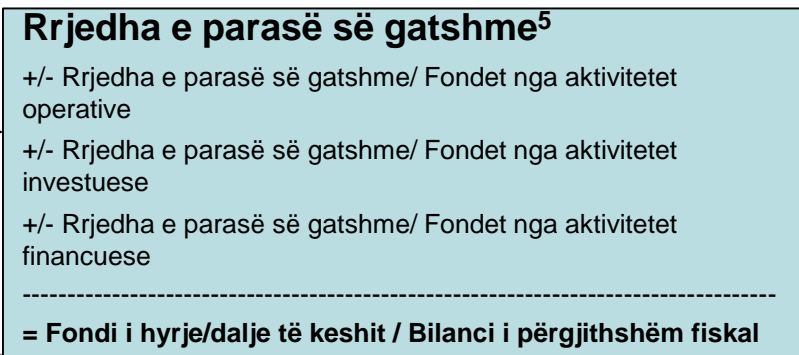 Rrjedha e parasë së gatshme⁵
+/- Rrjedha e parasë së gatshme/ Fondet nga aktivitetet
operative
+/- Rrjedha e parasë së gatshme/ Fondet nga aktivitetet
investuese
+/- Rrjedha e parasë së gatshme/ Fondet nga aktivitetet
financuese
------------------------------------------------------------------------------------
= Fondi i hyrje/dalje të keshit / Bilanci i përgjithshëm fiskal